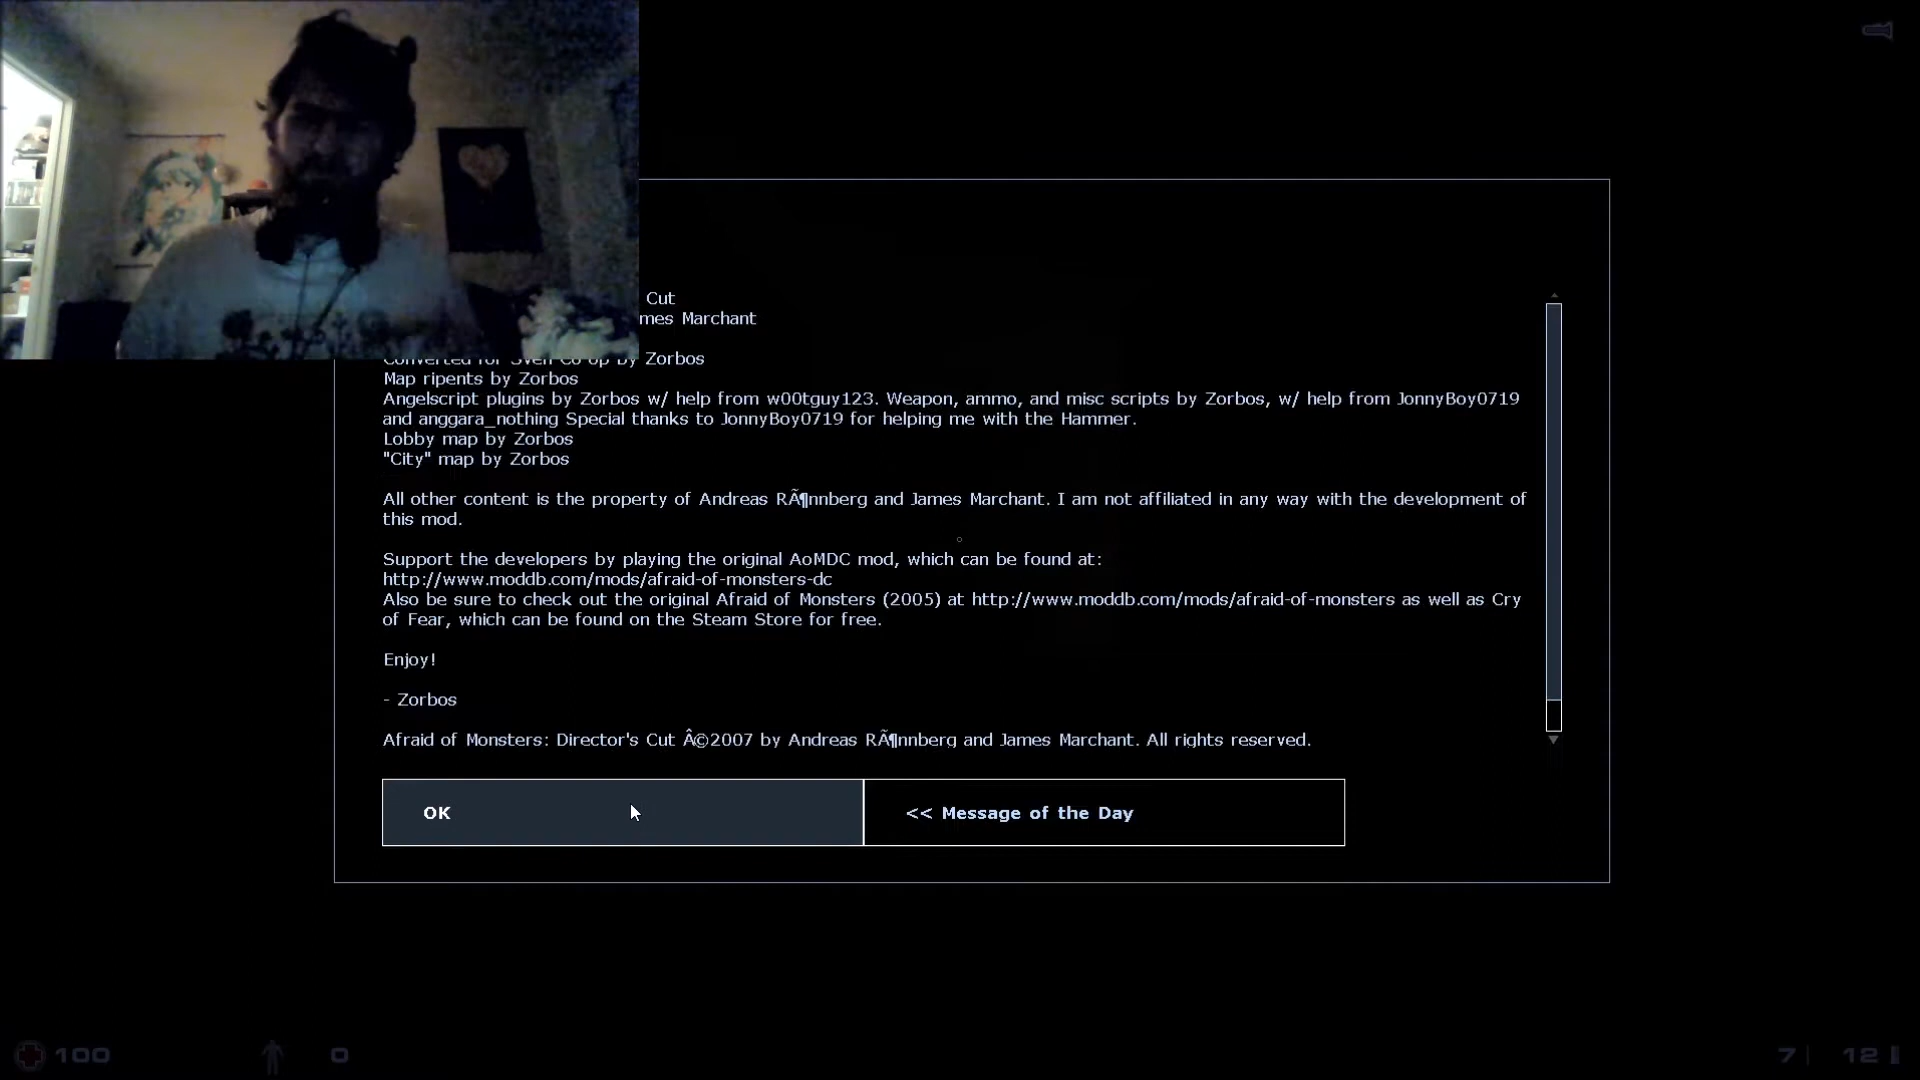 Cut
mes Marchant
Converted for Sven Co-op by Zorbos
Map ripents by Zorbos
Angelscript plugins by Zorbos w/ help from w00tguy123. Weapon, ammo, and misc scripts by Zorbos, w/ help from JonnyBoy0719
and anggara_nothing Special thanks to JonnyBoy0719 for helping me with the Hammer.
Lobby map by Zorbos
"City" map by Zorbos
All other content is the property of Andreas RÃ¶nnberg and James Marchant. I am not affiliated in any way with the development of
this mod.
Support the developers by playing the original AoMDC mod, which can be found at:
http://www.moddb.com/mods/afraid-of-monsters-dc
Also be sure to check out the original Afraid of Monsters (2005) at http://www.moddb.com/mods/afraid-of-monsters as well as Cry
of Fear, which can be found on the Steam Store for free.
Enjoy!
- Zorbos
Afraid of Monsters: Director's Cut Â©2007 by Andreas RÃ¶nnberg and James Marchant. All rights reserved.
OK
<< Message of the Day
100
0
7 | 12